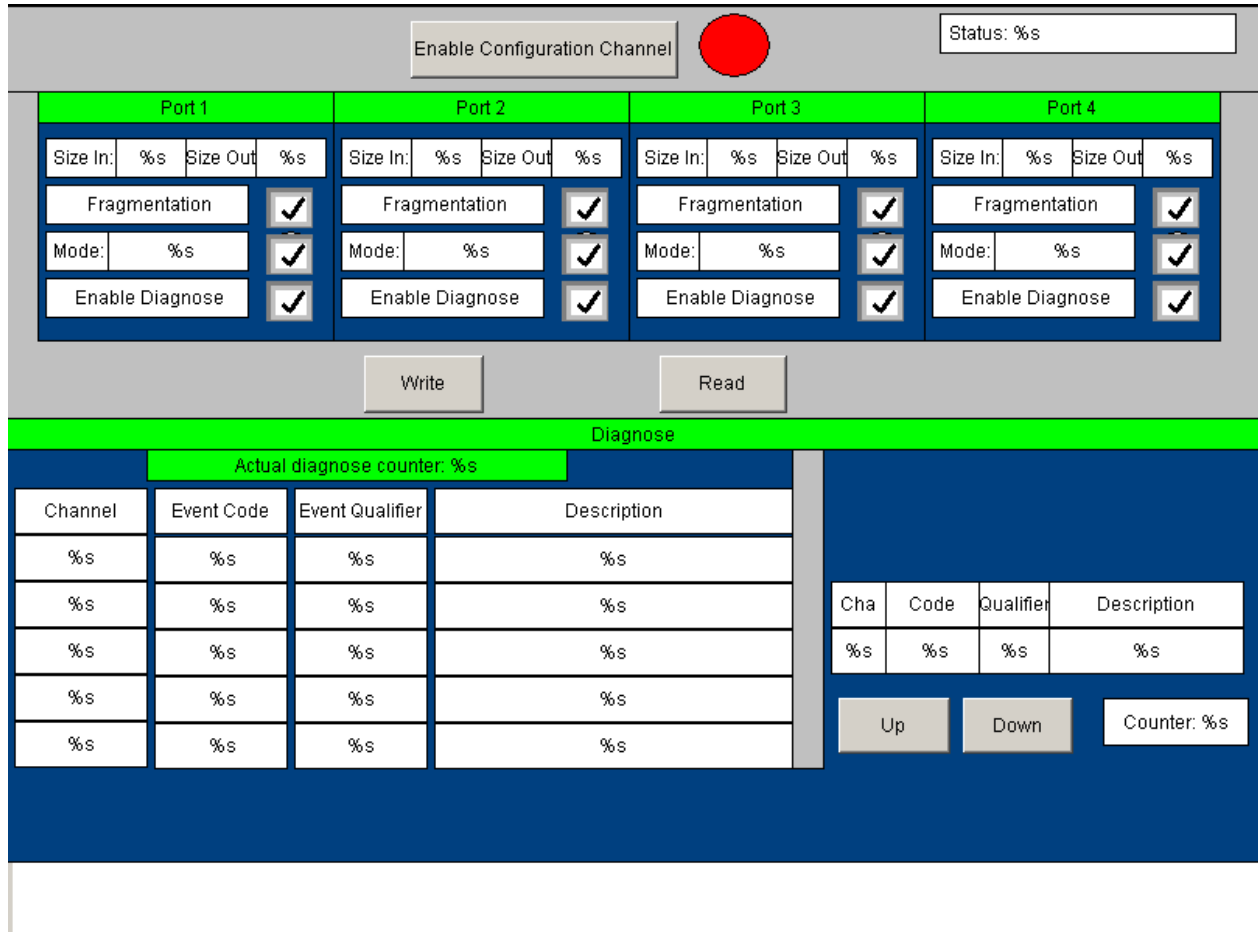 Enable Configuration Channel Status: %s
Port 1 Port 2 Port 3 Port 4
Size In: %s Size Out %s Size In: %s Size Out %s Size In: %s Size Out %s Size In: %s Size Out %s
Fragmentation Fragmentation Fragmentation Fragmentation
Mode: %s Mode: %s Mode: %s Mode: %s
Enable Diagnose Enable Diagnose Enable Diagnose Enable Diagnose
Write Read
Diagnose
Actual diagnose counter: %s
Channel Event Code Event Qualifier Description
%s %s %s %s
%s %s %s %s
Cha Code Qualifier Description
%s %s %s %s
%s %s %s %s
%s %s %s %s
Up Down Counter: %s
%s %s %s %s